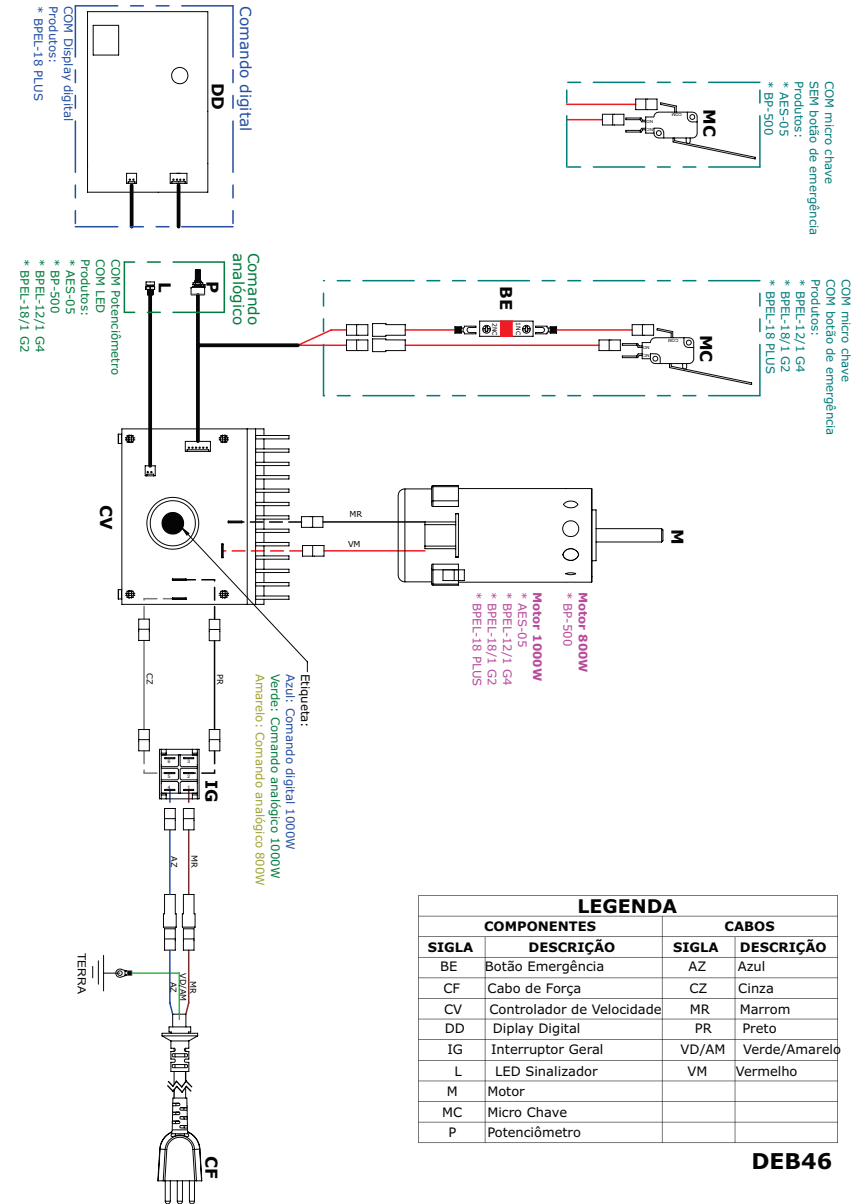 Comando digital
DD
COM Display digital
Produtos:
* BPEL-18 PLUS
COM micro chave
SEM botão de emergência
Produtos:
* AES-05
* BP-500
MC
COM
NO
NC
Comando
analógico
P
L
COM Potenciômetro
COM LED
Produtos:
* AES-05
* BP-500
* BPEL-12/1 G4
* BPEL-18/1 G2
COM micro chave
COM botão de emergência
Produtos:
* BPEL-12/1 G4
* BPEL-18/1 G2
* BPEL-18 PLUS
BE
2NC
1NC
MC
COM
NO
NC
CV
MR
VM
M
Motor 800W
* BP-500
Motor 1000W
* AES-05
* BPEL-12/1 G4
* BPEL-18/1 G2
* BPEL-18 PLUS
Etiqueta:
Azul: Comando digital 1000W
Verde: Comando analógico 1000W
Amarelo: Comando analógico 800W
CZ
PR
IG
AZ
MR
TERRA
AZ
VD/AM
MR
CF
LEGENDA
COMPONENTES CABOS
SIGLA DESCRIÇÃO SIGLA DESCRIÇÃO
BE Botão Emergência AZ Azul
CF Cabo de Força CZ Cinza
CV Controlador de Velocidade MR Marrom
DD Diplay Digital PR Preto
IG Interruptor Geral VD/AM Verde/Amarelo
L LED Sinalizador VM Vermelho
M Motor
MC Micro Chave
P Potenciômetro
DEB46